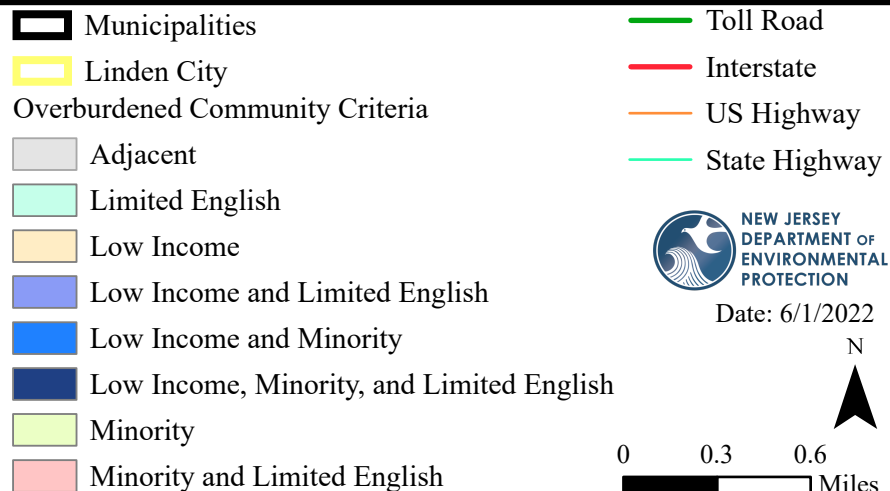 Municipalities
Linden City
Overburdened Community Criteria
Adjacent
Limited English
Low Income
Low Income and Limited English
Low Income and Minority
Low Income, Minority, and Limited English
Minority
Minority and Limited English
Toll Road
Interstate
US Highway
State Highway
NEW JERSEY
DEPARTMENT OF
ENVIRONMENTAL
PROTECTION
Date: 6/1/2022
N
0 0.3 0.6
Miles